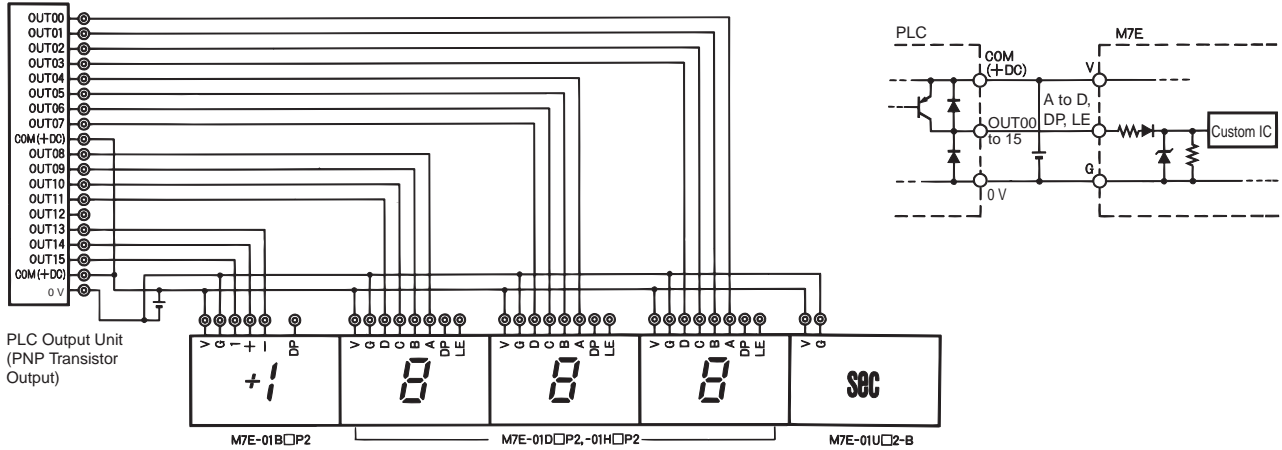 OUT00
OUT01
OUT02
OUT03
OUT04
OUT05
OUT06
OUT07
COM(+DC)
OUT08
OUT09
OUT10
OUT11
OUT12
OUT13
OUT14
OUT15
COM(+DC)
0 V
PLC Output Unit
(PNP Transistor
Output)
V G 1 + − DP
V G D C B A DP LE
V G D C B A DP LE
V G D C B A DP LE
V G
+1
8
8
8
sec
M7E-01B□P2
M7E-01D□P2, -01H□P2
M7E-01U□2-B
PLC
M7E
COM
(+DC)
V
A to D,
DP, LE
OUT00
to 15
Custom IC
G
0 V